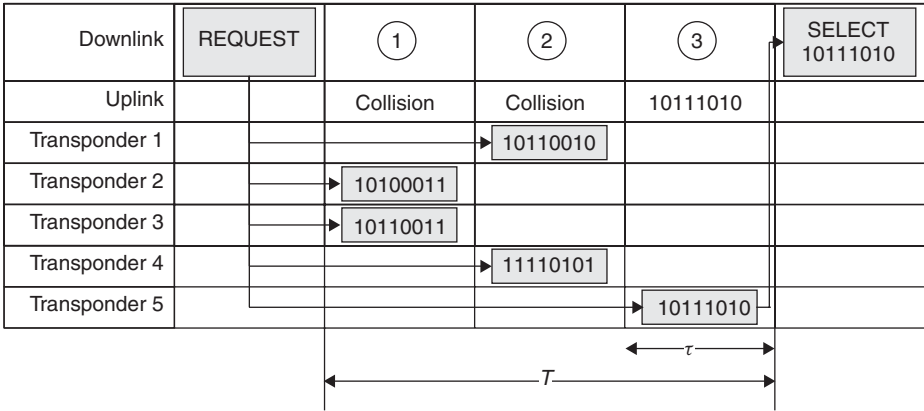 Downlink REQUEST 1 2 3 SELECT
10111010
Uplink Collision Collision 10111010
Transponder 1 10110010
Transponder 2 10100011
Transponder 3 10110011
Transponder 4 11110101
Transponder 5 10111010
τ
T